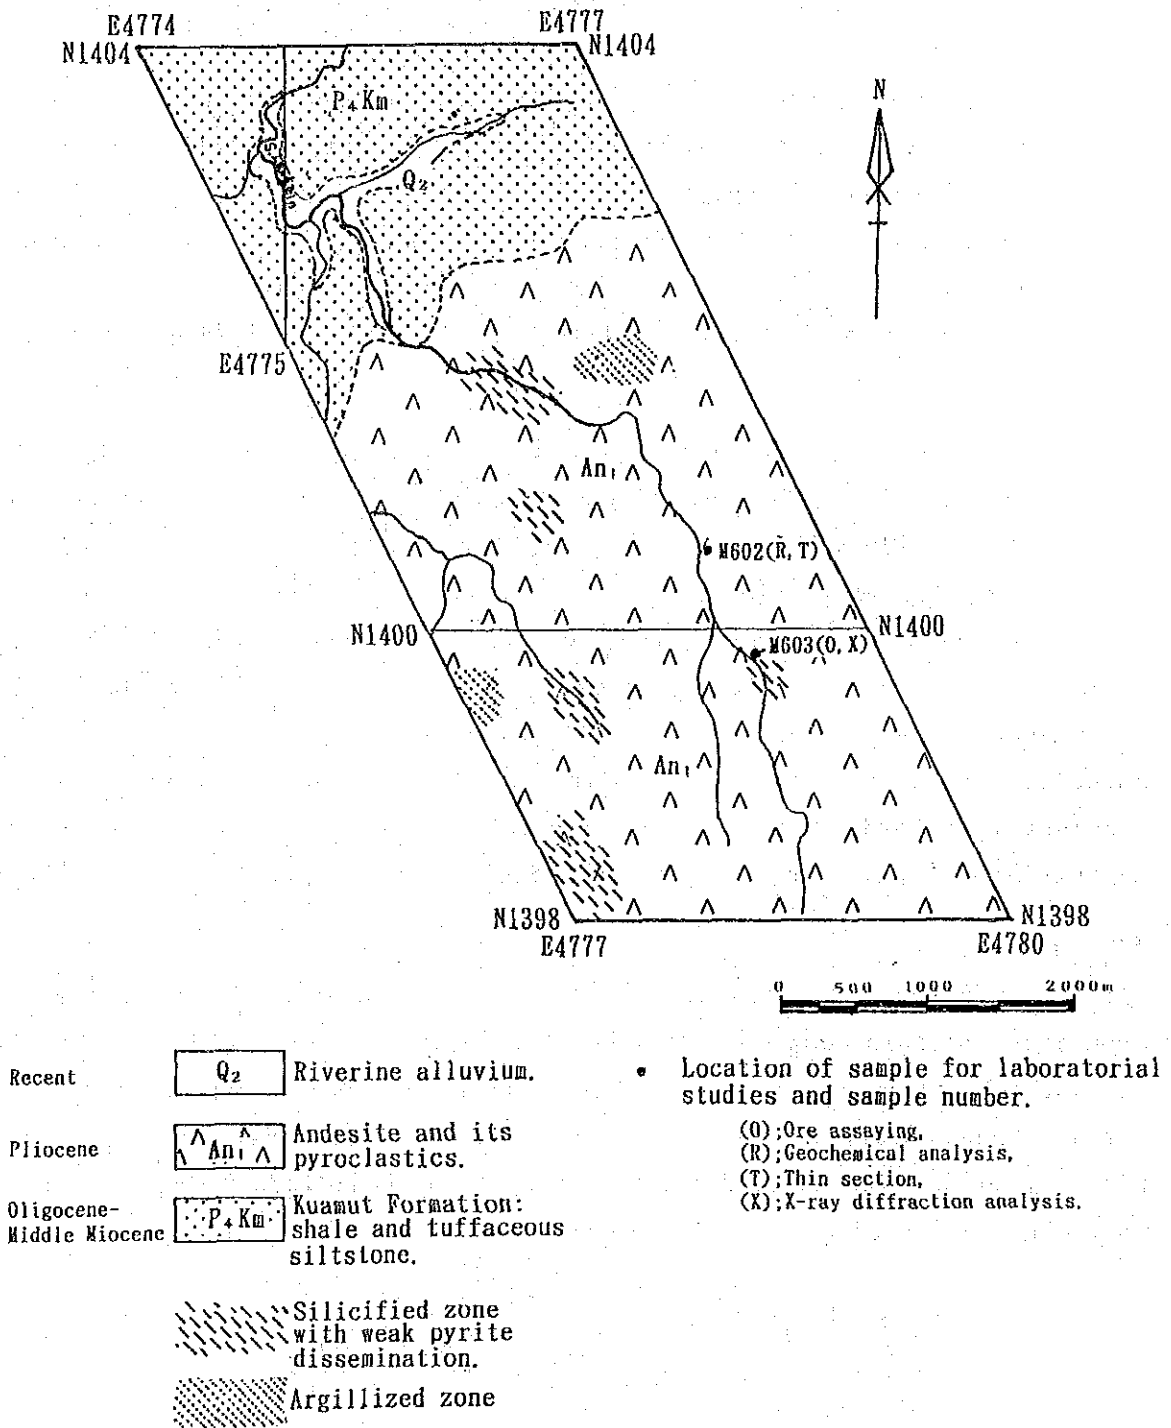 E4774
E4777
N1404
N1404
N
P₄Km
Q₂
E4775
An₁
M602(R, T)
N1400
N1400
M603(O, X)
An₁
N1398
N1398
E4777
E4780
0 500 1000 2000m
Recent
Q₂
Riverine alluvium.
Pliocene
An₁
Andesite and its
pyroclastics.
Oligocene-
Middle Miocene
P₄Km
Kuamut Formation:
shale and tuffaceous
siltstone.
Silicified zone
with weak pyrite
dissemination.
Argillized zone
• Location of sample for laboratorial
studies and sample number.
(O);Ore assaying,
(R);Geochemical analysis,
(T);Thin section,
(X);X-ray diffraction analysis.